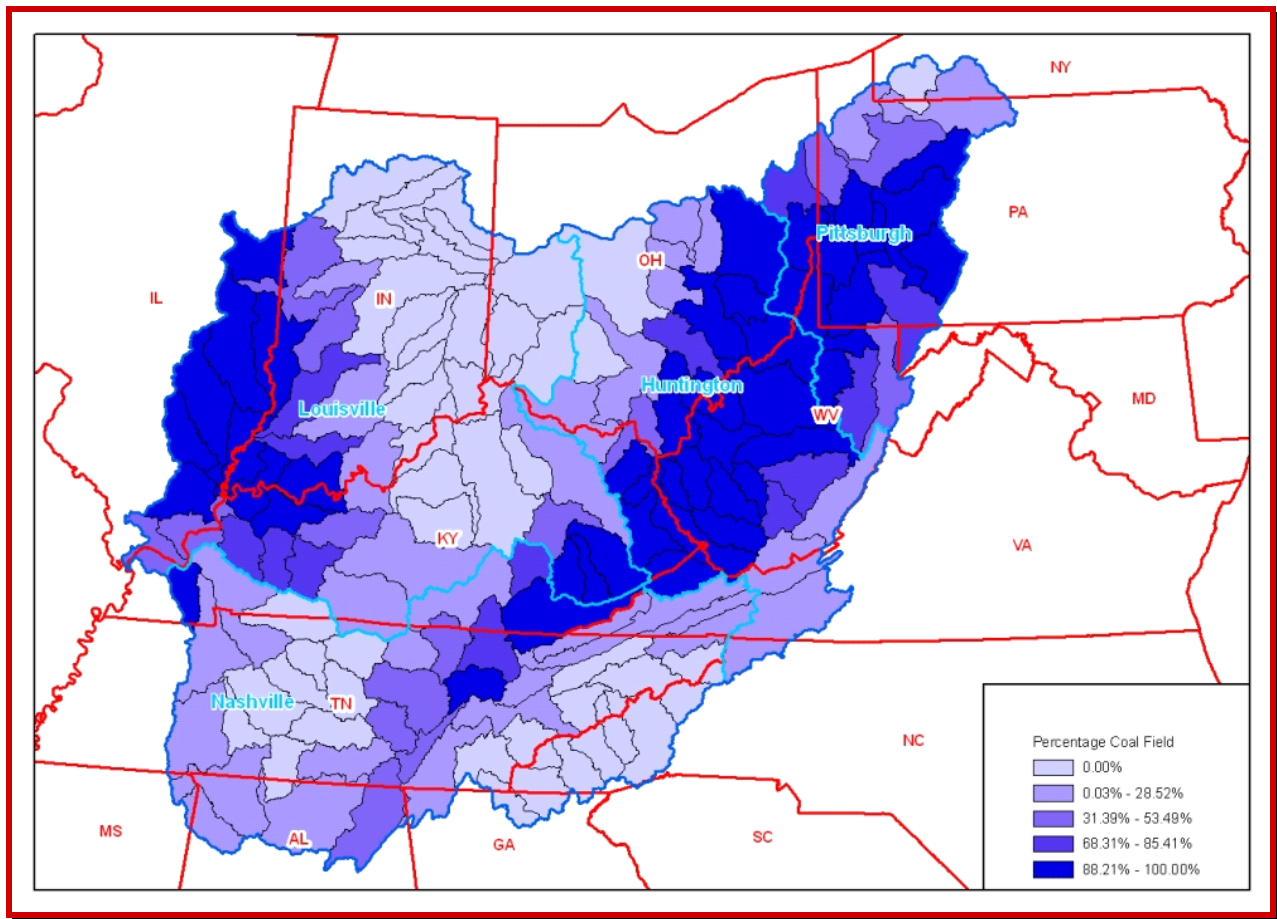 NY
PA
Pittsburgh
OH
IL
IN
Huntington
MD
Louisville
WV
KY
VA
Nashville
TN
NC
MS
AL
GA
SC
Percentage Coal Field
0.00%
0.03% - 28.52%
31.39% - 53.49%
68.31% - 85.41%
88.21% - 100.00%